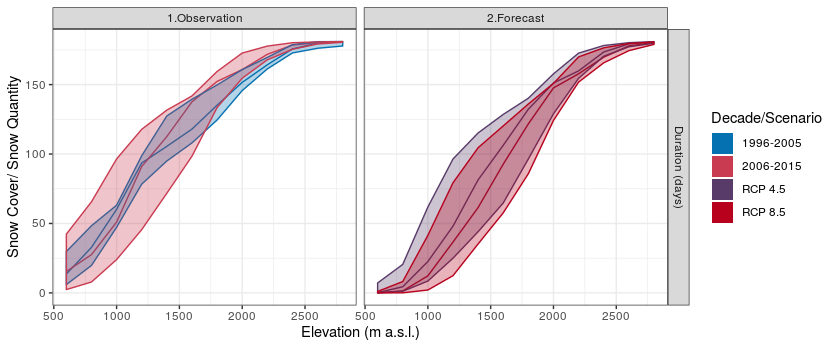 1.Observation
2.Forecast
Snow Cover/ Snow Quantity
150
100
50
0
500
1000
1500
2000
2500
500
1000
1500
2000
2500
Elevation (m a.s.l.)
Duration (days)
Decade/Scenario
1996-2005
2006-2015
RCP 4.5
RCP 8.5